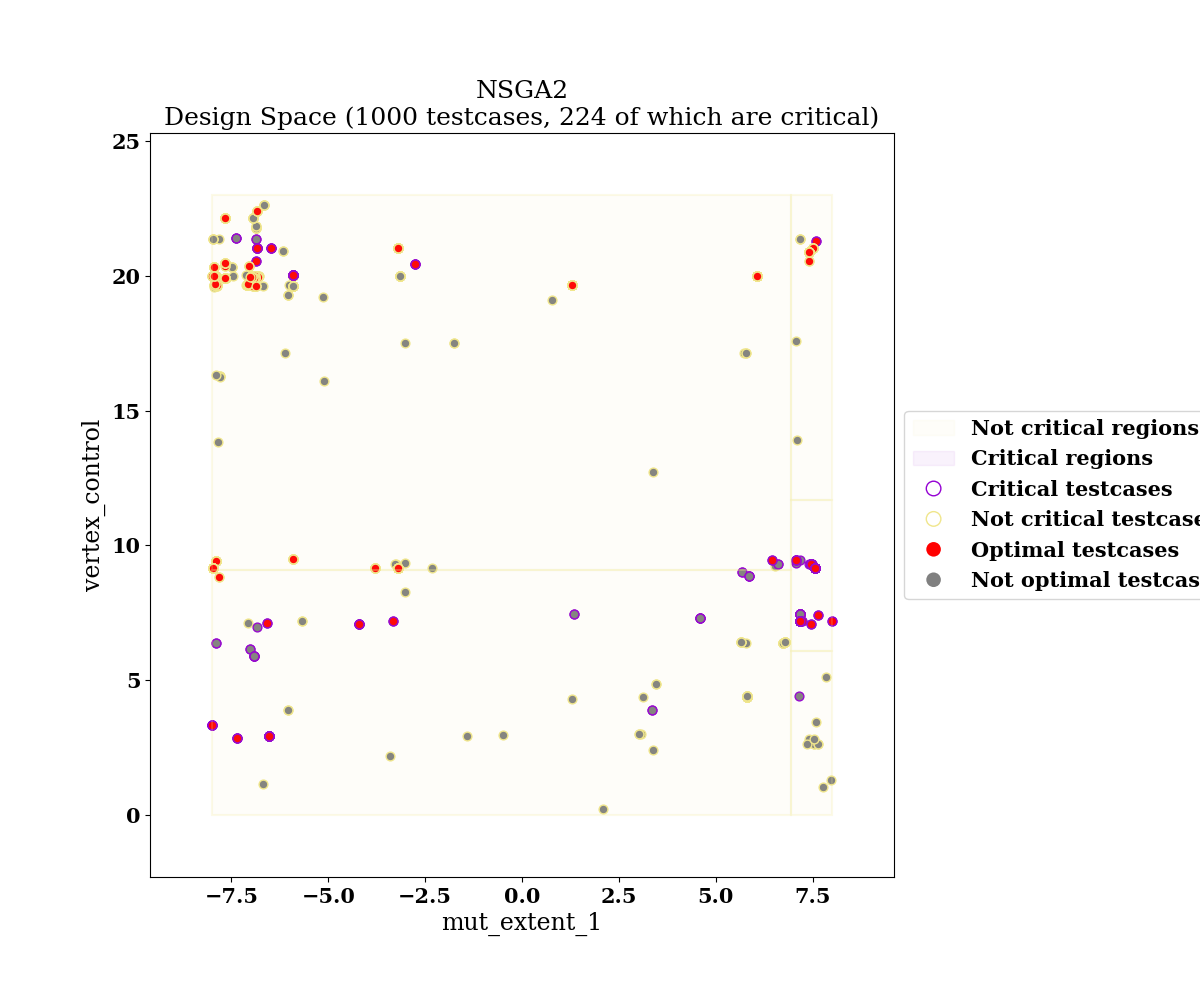 NSGA2
Design Space (1000 testcases, 224 of which are critical)
25
20
15
10
5
0
vertex_control
−7.5
−5.0
−2.5
0.0
2.5
5.0
7.5
mut_extent_1
Not critical regions
Critical regions
Critical testcases
Not critical testcase
Optimal testcases
Not optimal testcas